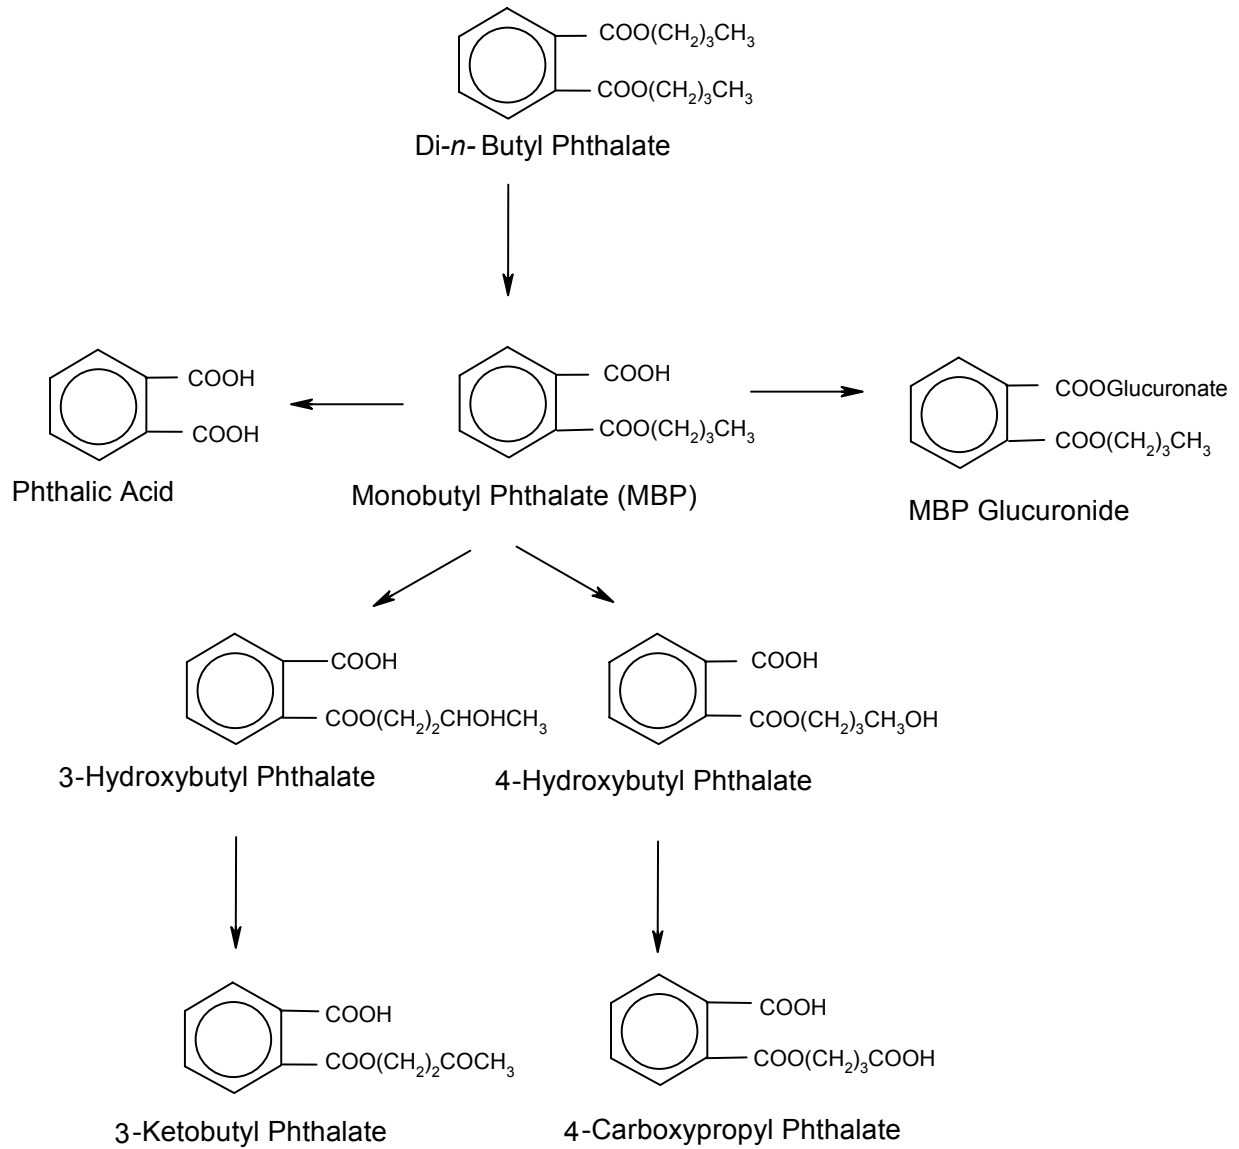 COO(CH₂)₃CH₃
COO(CH₂)₃CH₃
Di-n- Butyl Phthalate
COOH
COOH
Phthalic Acid
COOH
COO(CH₂)₃CH₃
Monobutyl Phthalate (MBP)
COOGlucuronate
COO(CH₂)₃CH₃
MBP Glucuronide
COOH
COO(CH₂)₂CHOHCH₃
3-Hydroxybutyl Phthalate
COOH
COO(CH₂)₃CH₃OH
4-Hydroxybutyl Phthalate
COOH
COO(CH₂)₂COCH₃
3-Ketobutyl Phthalate
COOH
COO(CH₂)₃COOH
4-Carboxypropyl Phthalate